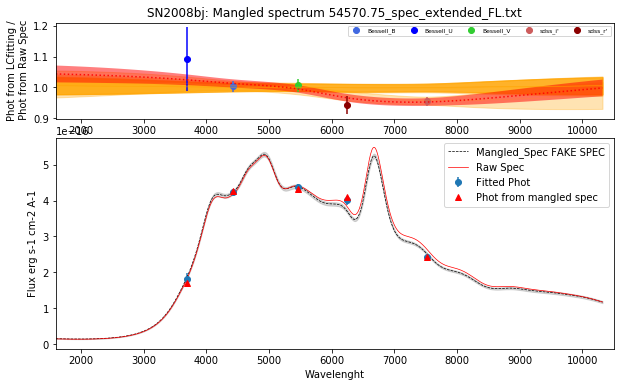 SN2008bj: Mangled spectrum 54570.75_spec_extended_FL.txt
Phot from LCfitting /
Phot from Raw Spec
1.2
1.1
1.0
0.9
Bessell_B
Bessell_U
Bessell_V
sdss_i'
sdss_r'
2000 3000 4000 5000 6000 7000 8000 9000 10000
1e-16
Flux erg s-1 cm-2 A-1
5
4
3
2
1
0
Mangled_Spec FAKE SPEC
Raw Spec
Fitted Phot
Phot from mangled spec
2000 3000 4000 5000 6000 7000 8000 9000 10000
Wavelenght